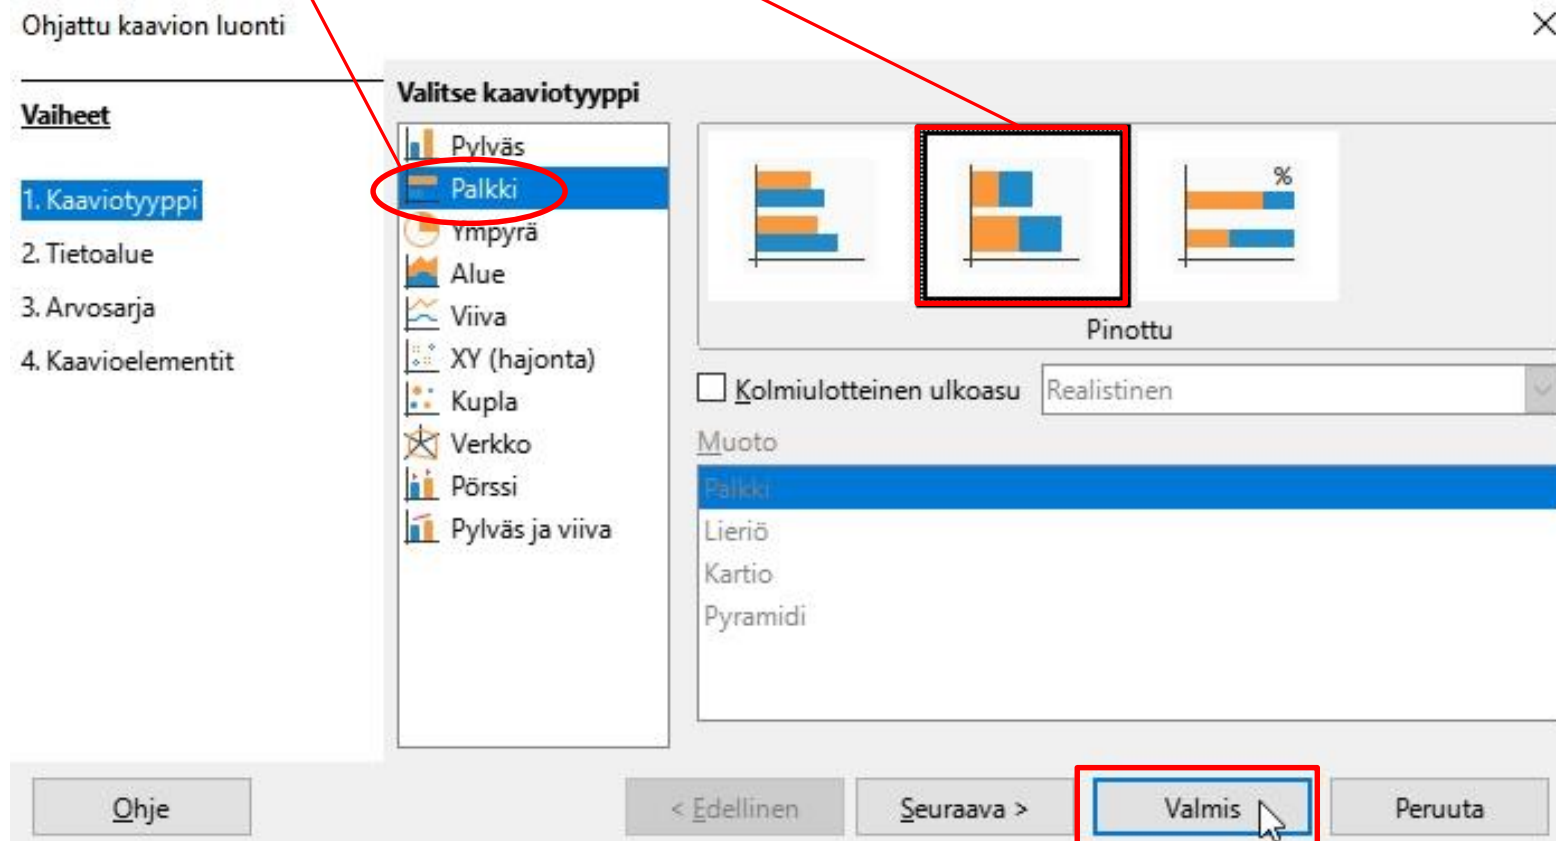 Ohjattu kaavion luonti
Vaiheet
1. Kaaviotyyppi
2. Tietoalue
3. Arvosarja
4. Kaavioelementit
Valitse kaaviotyyppi
Pylväs
Palkki
Ympyrä
Alue
Viiva
XY (hajonta)
Kupla
Verkko
Pörssi
Pylväs ja viiva
%
Pinottu
Kolmiulotteinen ulkoasu
Realistinen
Muoto
Palkki
Lieriö
Kartio
Pyramidi
Ohje
< Edellinen
Seuraava >
Valmis
Peruuta